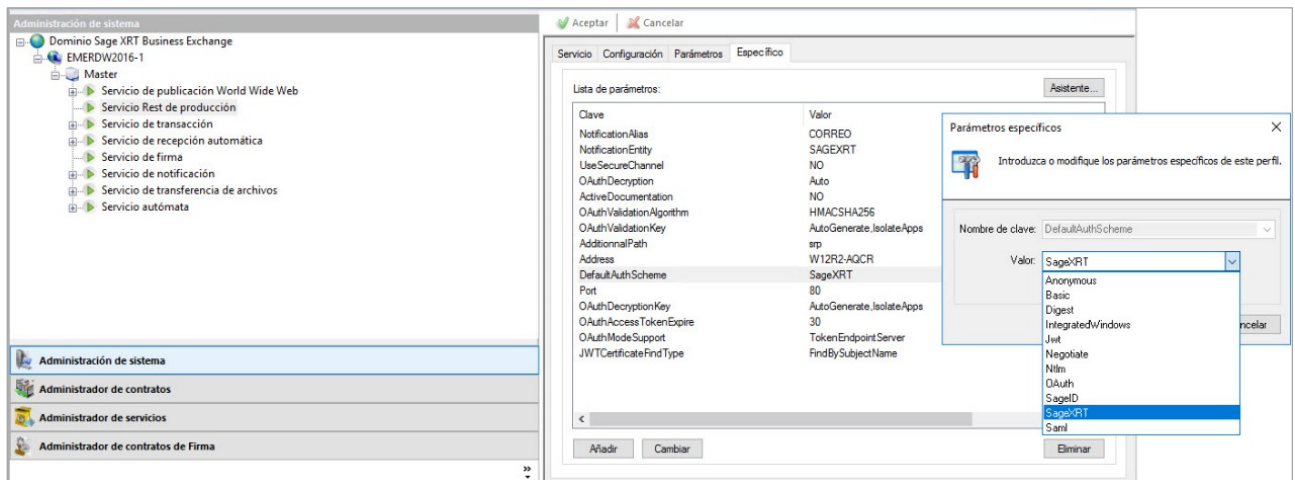 Administración de sistema
Dominio Sage XRT Business Exchange
EMERDW2016-1
Master
Servicio de publicación World Wide Web
Servicio Rest de producción
Servicio de transacción
Servicio de recepción automática
Servicio de firma
Servicio de notificación
Servicio de transferencia de archivos
Servicio autómata
Administración de sistema
Administrador de contratos
Administrador de servicios
Administrador de contratos de Firma
»
Aceptar Cancelar
Servicio Configuración Parámetros Específico
Lista de parámetros: Asistente...
Clave Valor
NotificationAlias CORREO
NotificationEntity SAGEXRT
UseSecureChannel NO
OAuthDecryption Auto
ActiveDocumentation NO
OAuthValidationAlgorithm HMACSHA256
OAuthValidationKey AutoGenerate,IsolateApps
AdditionnalPath srp
Address W12R2-AQCR
DefaultAuthScheme SageXRT
Port 80
OAuthDecryptionKey AutoGenerate,IsolateApps
OAuthAccessTokenExpire 30
OAuthModeSupport TokenEndpointServer
JWTCertificateFindType FindBySubjectName
Añadir Cambiar Eliminar
Parámetros específicos
Introduzca o modifique los parámetros específicos de este perfil.
Nombre de clave: DefaultAuthScheme
Valor: SageXRT
Anonymous
Basic
Digest
IntegratedWindows
Jwt
Negotiate
Ntlm
OAuth
SageID
SageXRT
Saml
ncelar